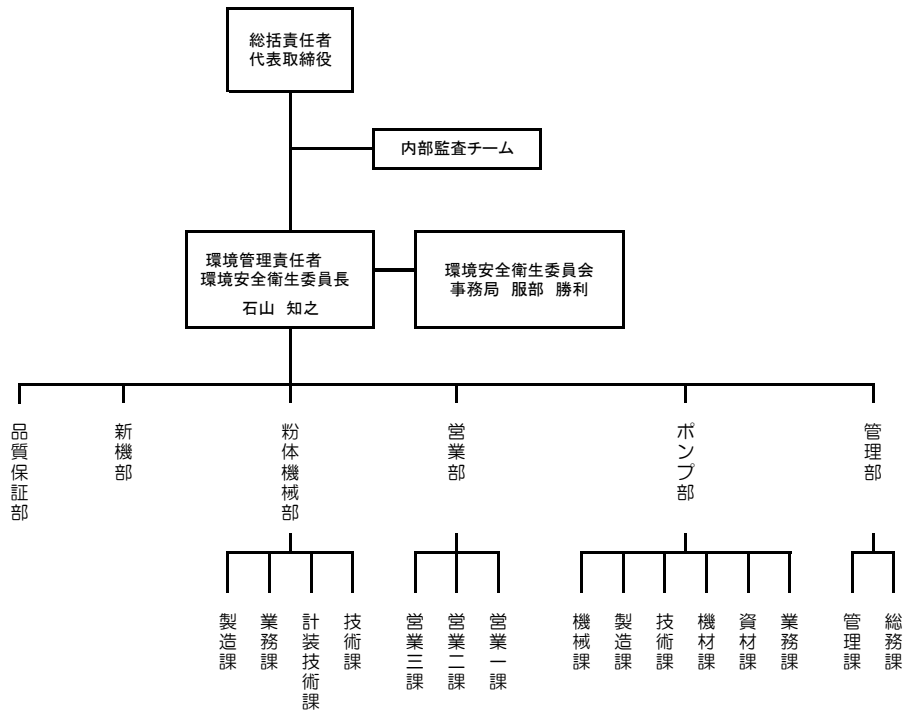 総括責任者
代表取締役
内部監査チーム
環境管理責任者
環境安全衛生委員長
石山 知之
環境安全衛生委員会
事務局 服部 勝利
品質保証部
新機部
粉体機械部
営業部
ポンプ部
管理部
製造課
業務課
計装技術課
技術課
営業三課
営業二課
営業一課
機械課
製造課
技術課
機材課
資材課
業務課
管理課
総務課